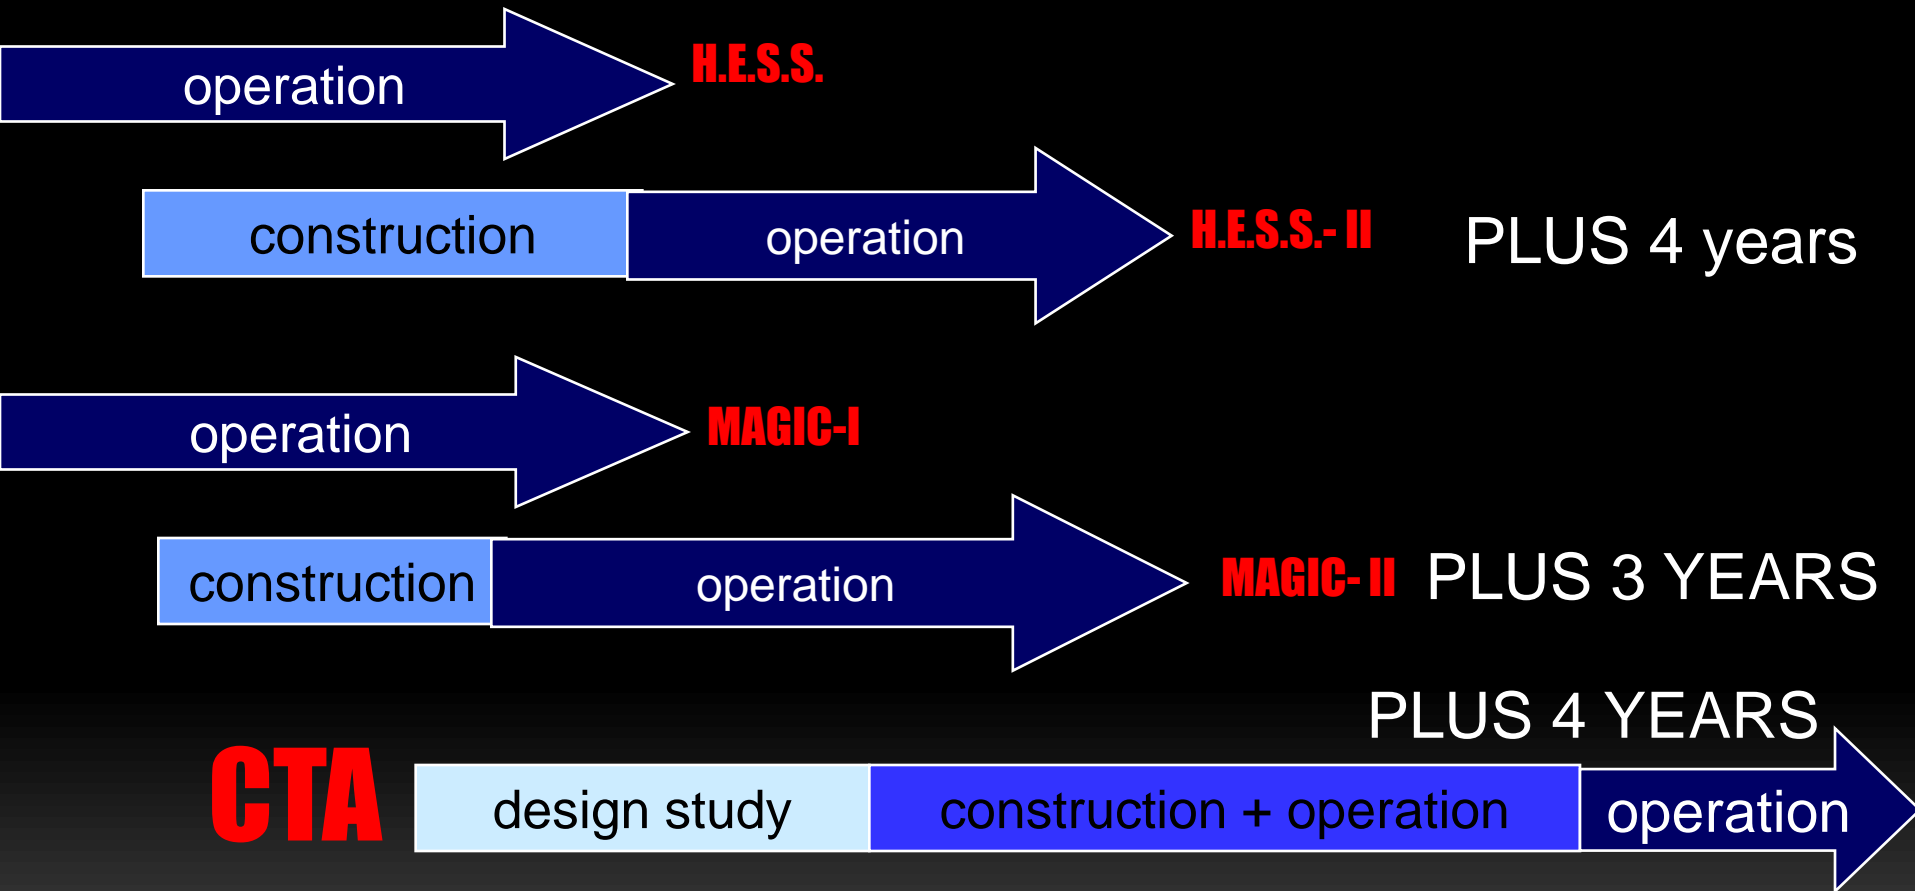 operation
H.E.S.S.
construction
operation
H.E.S.S.- II
PLUS 4 years
operation
MAGIC-I
construction
operation
MAGIC- II
PLUS 3 YEARS
PLUS 4 YEARS
CTA
design study
construction + operation
operation